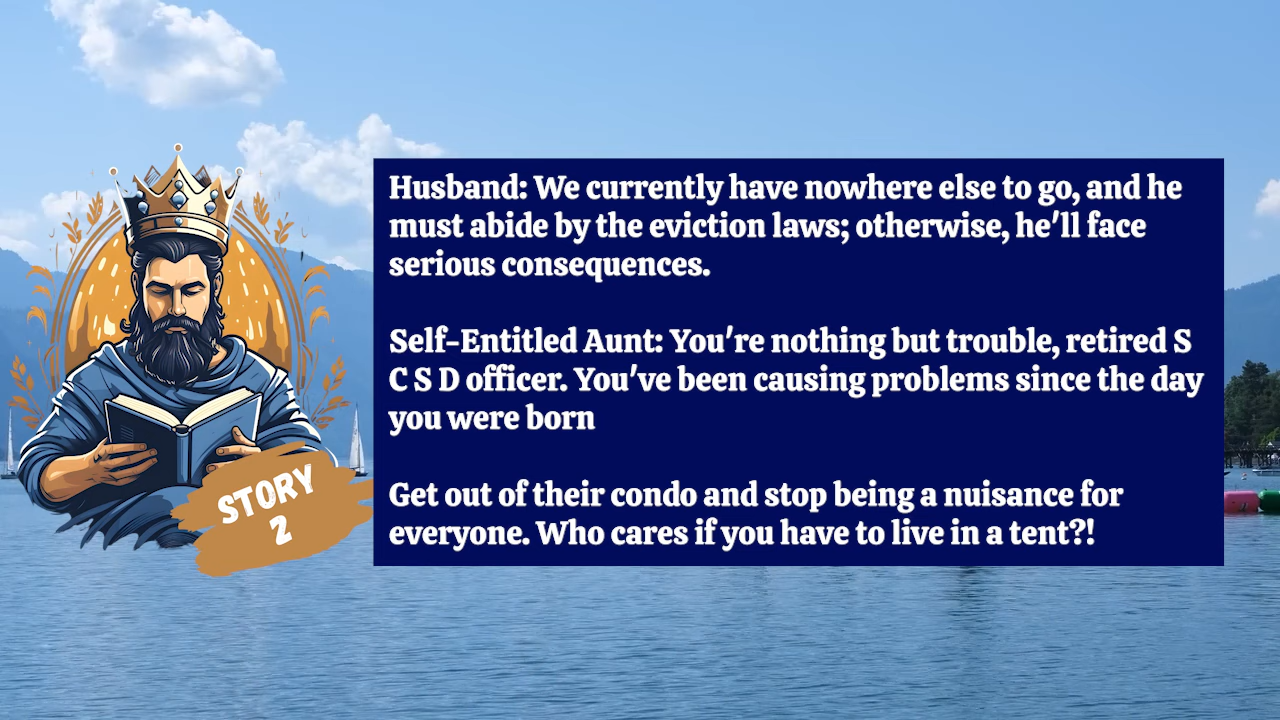 Husband: We currently have nowhere else to go, and he
must abide by the eviction laws; otherwise, he'll face
serious consequences.
Self-Entitled Aunt: You're nothing but trouble, retired S
C S D officer. You've been causing problems since the day
you were born
Get out of their condo and stop being a nuisance for
everyone. Who cares if you have to live in a tent?!
STORY
2